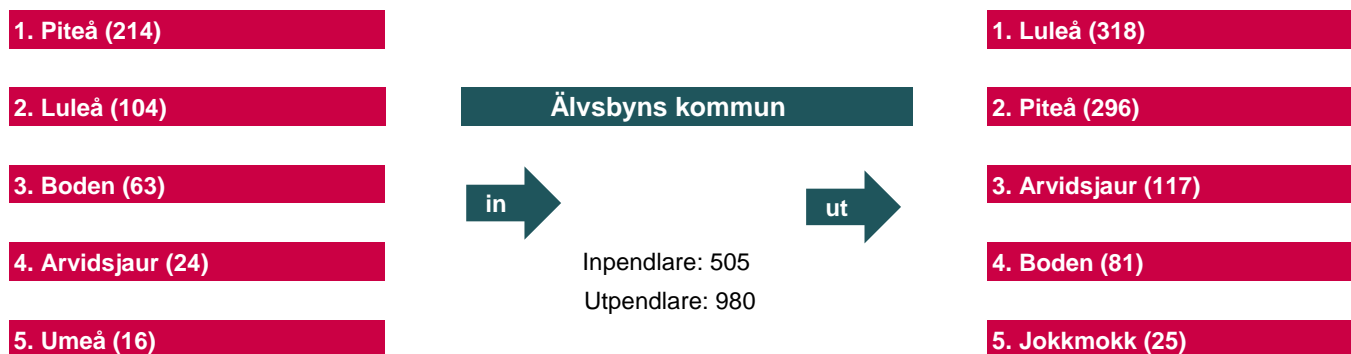 1. Piteå (214)
2. Luleå (104)
3. Boden (63)
4. Arvidsjaur (24)
5. Umeå (16)
Älvsbyns kommun
in
ut
Inpendlare: 505
Utpendlare: 980
1. Luleå (318)
2. Piteå (296)
3. Arvidsjaur (117)
4. Boden (81)
5. Jokkmokk (25)